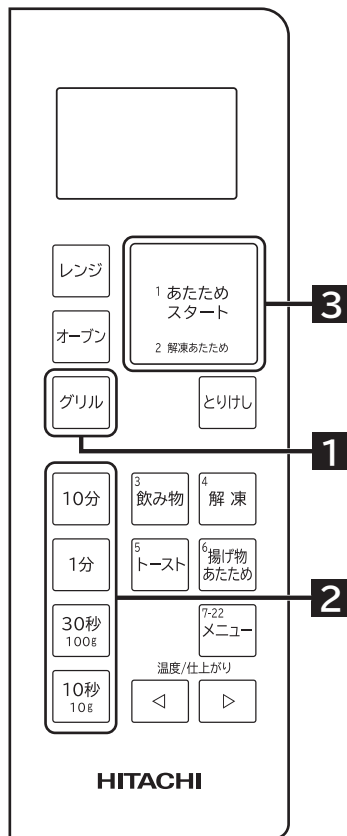 レンジ
1 あたため
スタート
2 解凍あたため
3
オーブン
グリル
とりけし
1
10分
3
飲み物
4
解 凍
1分
5
トースト
6
揚げ物
あたため
2
30秒
100g
7-22
メニュー
温度/仕上がり
10秒
10g
◁
▷
HITACHI